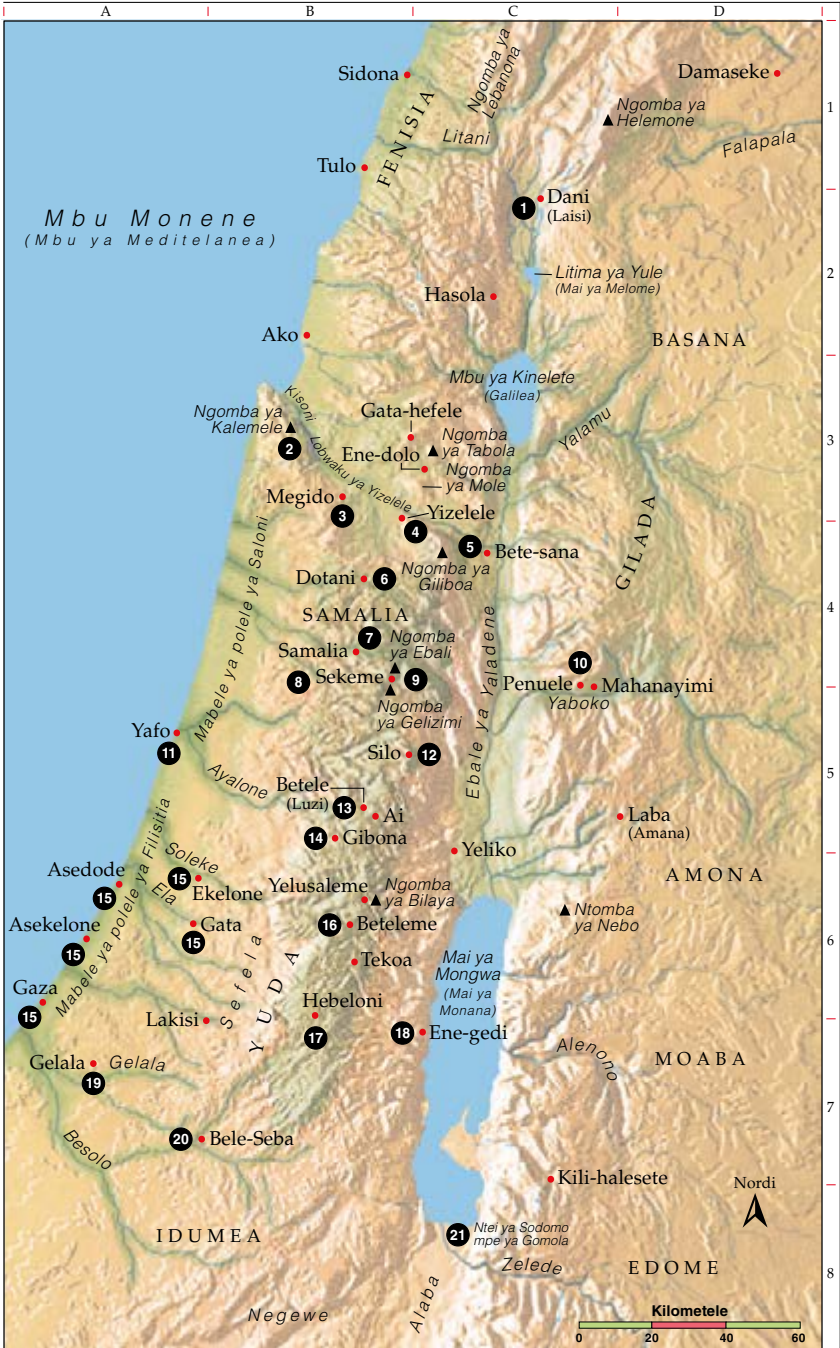 A
B
C
D
Sidona
Ngomba ya
Lebanona
Damaseke
FENISIA
Ngomba ya
Helemone
1
Litani
Falapala
Tulo
Mbu Monene
(Mbu ya Meditelanea)
1
Dani
(Laisi)
Litima ya Yule
(Mai ya Melome)
2
Hasola
Ako
BASANA
Mbu ya Kinelete
(Galilea)
Kisoni
Gata-hefele
Ngomba ya
Kalemele
2
Ngomba
ya Tabola
Yalamu
3
Ene-dolo
Ngomba
ya Mole
Lobwaku ya Yizelele
Megido
3
Yizelele
4
5
Bete-sana
GILADA
Ngomba ya
Giliboa
Mabele ya polele ya Saloni
Dotani
6
SAMALIA
4
7
Ngomba
ya Ebali
Samalia
8
Sekeme
9
Ngomba
ya Gelizimi
10
Penuele
Mahanayimi
Yaboko
Ebale ya Yaladene
Yafo
11
Silo
12
Ayalone
5
Betele
(Luzi)
13
Ai
Laba
(Amana)
14
Gibona
Yeliko
Soleke
15
Ekelone
AMONA
Asedode
15
Ela
Mabele ya polele ya Filisitia
Yelusaleme
Ngomba
ya Bilaya
Ntomba
ya Nebo
Asekelone
15
Gata
15
16
Beteleme
6
Tekoa
Mai ya
Mongwa
(Mai ya
Monana)
Sefela
YUDA
Gaza
15
Lakisi
Hebeloni
17
18
Ene-gedi
Alenono
MOABA
Gelala
Gelala
19
7
Besolo
20
Bele-Seba
Kili-halesete
Nordi
IDUMEA
21
Ntei ya Sodomo
mpe ya Gomola
Zelede
EDOME
8
Negewe
Alaba
Kilometele
0
20
40
60